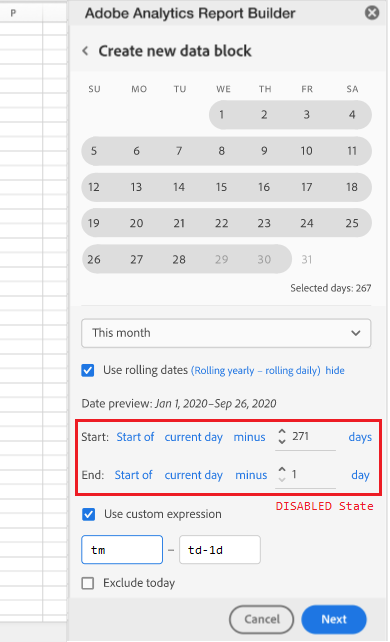 P
Adobe Analytics Report Builder
Create new data block
SU MO TU WE TH FR SA
1 2 3 4
5 6 7 8 9 10 11
12 13 14 15 16 17 18
19 20 21 22 23 24 25
26 27 28 29 30 31
Selected days: 267
This month
Use rolling dates (Rolling yearly – rolling daily) hide
Date preview: Jan 1, 2020–Sep 26, 2020
Start: Start of current day minus 271 days
End: Start of current day minus 1 day
DISABLED State
Use custom expression
tm – td-1d
Exclude today
Cancel Next